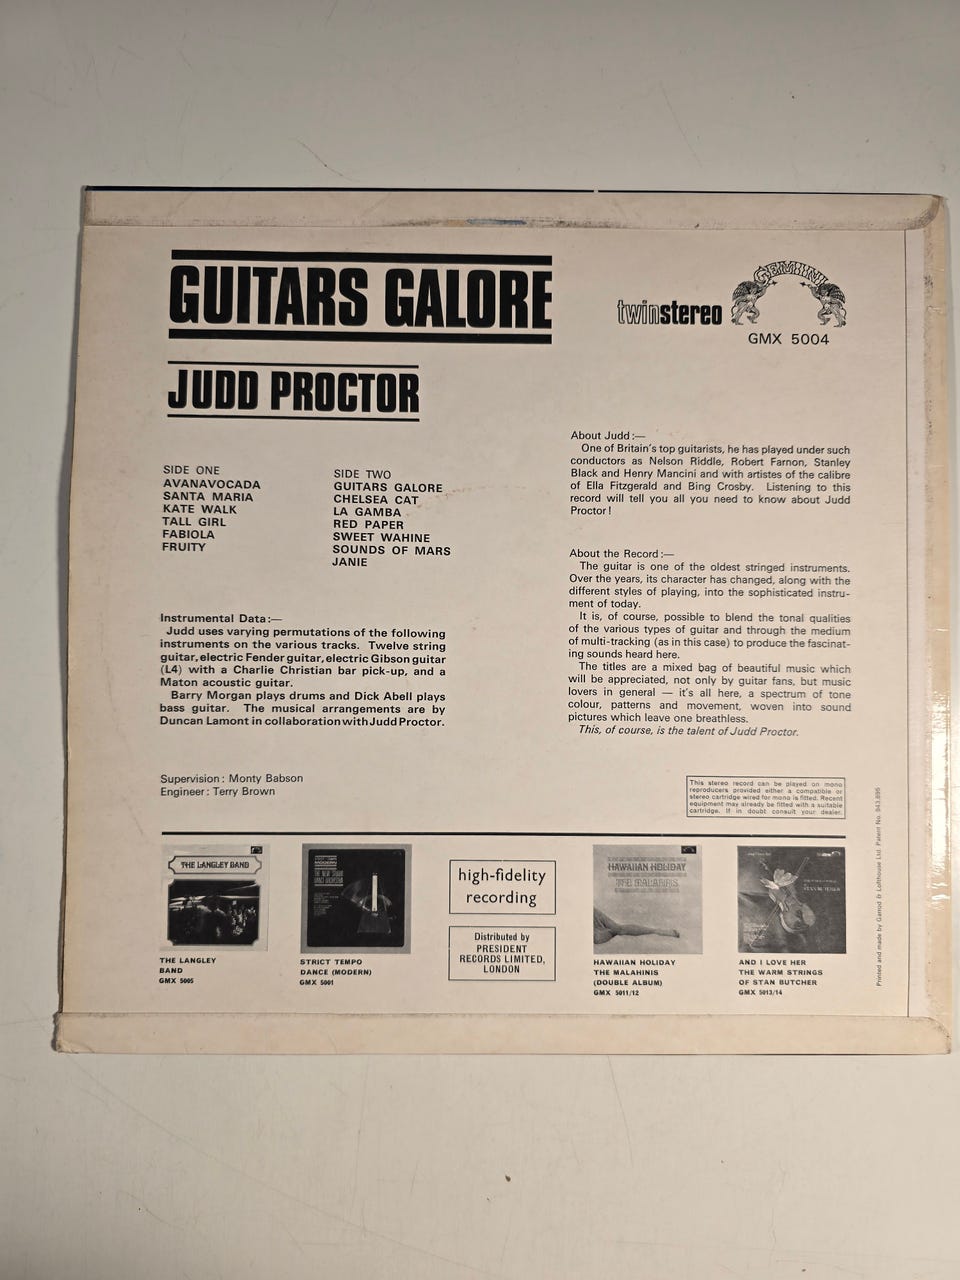 GUITARS GALORE
JUDD PROCTOR
twinstereo
GEMINI
GMX 5004
SIDE ONE
AVANAVOCADA
SANTA MARIA
KATE WALK
TALL GIRL
FABIOLA
FRUITY
SIDE TWO
GUITARS GALORE
CHELSEA CAT
LA GAMBA
RED PAPER
SWEET WAHINE
SOUNDS OF MARS
JANIE
Instrumental Data:—
Judd uses varying permutations of the following
instruments on the various tracks. Twelve string
guitar, electric Fender guitar, electric Gibson guitar
(L4) with a Charlie Christian bar pick-up, and a
Maton acoustic guitar.
Barry Morgan plays drums and Dick Abell plays
bass guitar. The musical arrangements are by
Duncan Lamont in collaboration with Judd Proctor.
Supervision: Monty Babson
Engineer: Terry Brown
About Judd:—
One of Britain's top guitarists, he has played under such
conductors as Nelson Riddle, Robert Farnon, Stanley
Black and Henry Mancini and with artistes of the calibre
of Ella Fitzgerald and Bing Crosby. Listening to this
record will tell you all you need to know about Judd
Proctor!
About the Record:—
The guitar is one of the oldest stringed instruments.
Over the years, its character has changed, along with the
different styles of playing, into the sophisticated instru-
ment of today.
It is, of course, possible to blend the tonal qualities
of the various types of guitar and through the medium
of multi-tracking (as in this case) to produce the fascinat-
ing sounds heard here.
The titles are a mixed bag of beautiful music which
will be appreciated, not only by guitar fans, but music
lovers in general — it's all here, a spectrum of tone
colour, patterns and movement, woven into sound
pictures which leave one breathless.
This, of course, is the talent of Judd Proctor.
This stereo record can be played on mono
reproducers provided either a compatible or
stereo cartridge wired for mono is fitted. Recent
equipment may already be fitted with a suitable
cartridge. If in doubt consult your dealer.
Printed and made by Garrod & Lofthouse Ltd. Patent No. 943,895
THE LANGLEY BAND
THE LANGLEY
BAND
GMX 5005
STRICT TEMPO
DANCE (MODERN)
GMX 5001
high-fidelity
recording
Distributed by
PRESIDENT
RECORDS LIMITED,
LONDON
HAWAIIAN HOLIDAY
THE MALAHINIS
HAWAIIAN HOLIDAY
THE MALAHINIS
(DOUBLE ALBUM)
GMX 5011/12
AND I LOVE HER
THE WARM STRINGS
OF STAN BUTCHER
GMX 5013/14